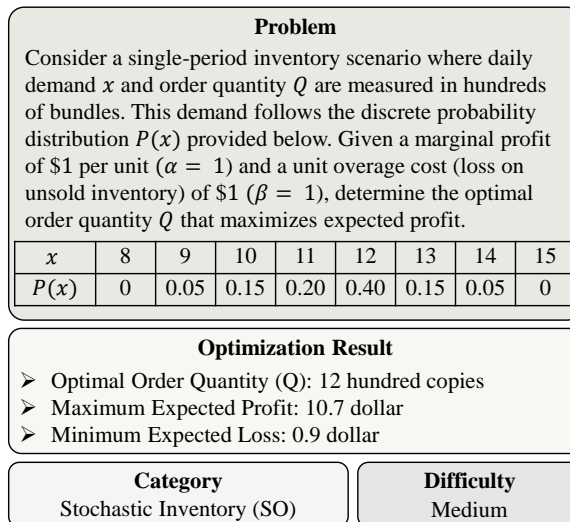 Problem
Consider a single-period inventory scenario where daily
demand 𝑥 and order quantity 𝑄 are measured in hundreds
of bundles. This demand follows the discrete probability
distribution 𝑃(𝑥) provided below. Given a marginal profit
of $1 per unit (𝛼 = 1) and a unit overage cost (loss on
unsold inventory) of $1 (𝛽 = 1), determine the optimal
order quantity 𝑄 that maximizes expected profit.
𝑥 8 9 10 11 12 13 14 15
𝑃(𝑥) 0 0.05 0.15 0.20 0.40 0.15 0.05 0
Optimization Result
➢ Optimal Order Quantity (Q): 12 hundred copies
➢ Maximum Expected Profit: 10.7 dollar
➢ Minimum Expected Loss: 0.9 dollar
Category
Stochastic Inventory (SO)
Difficulty
Medium